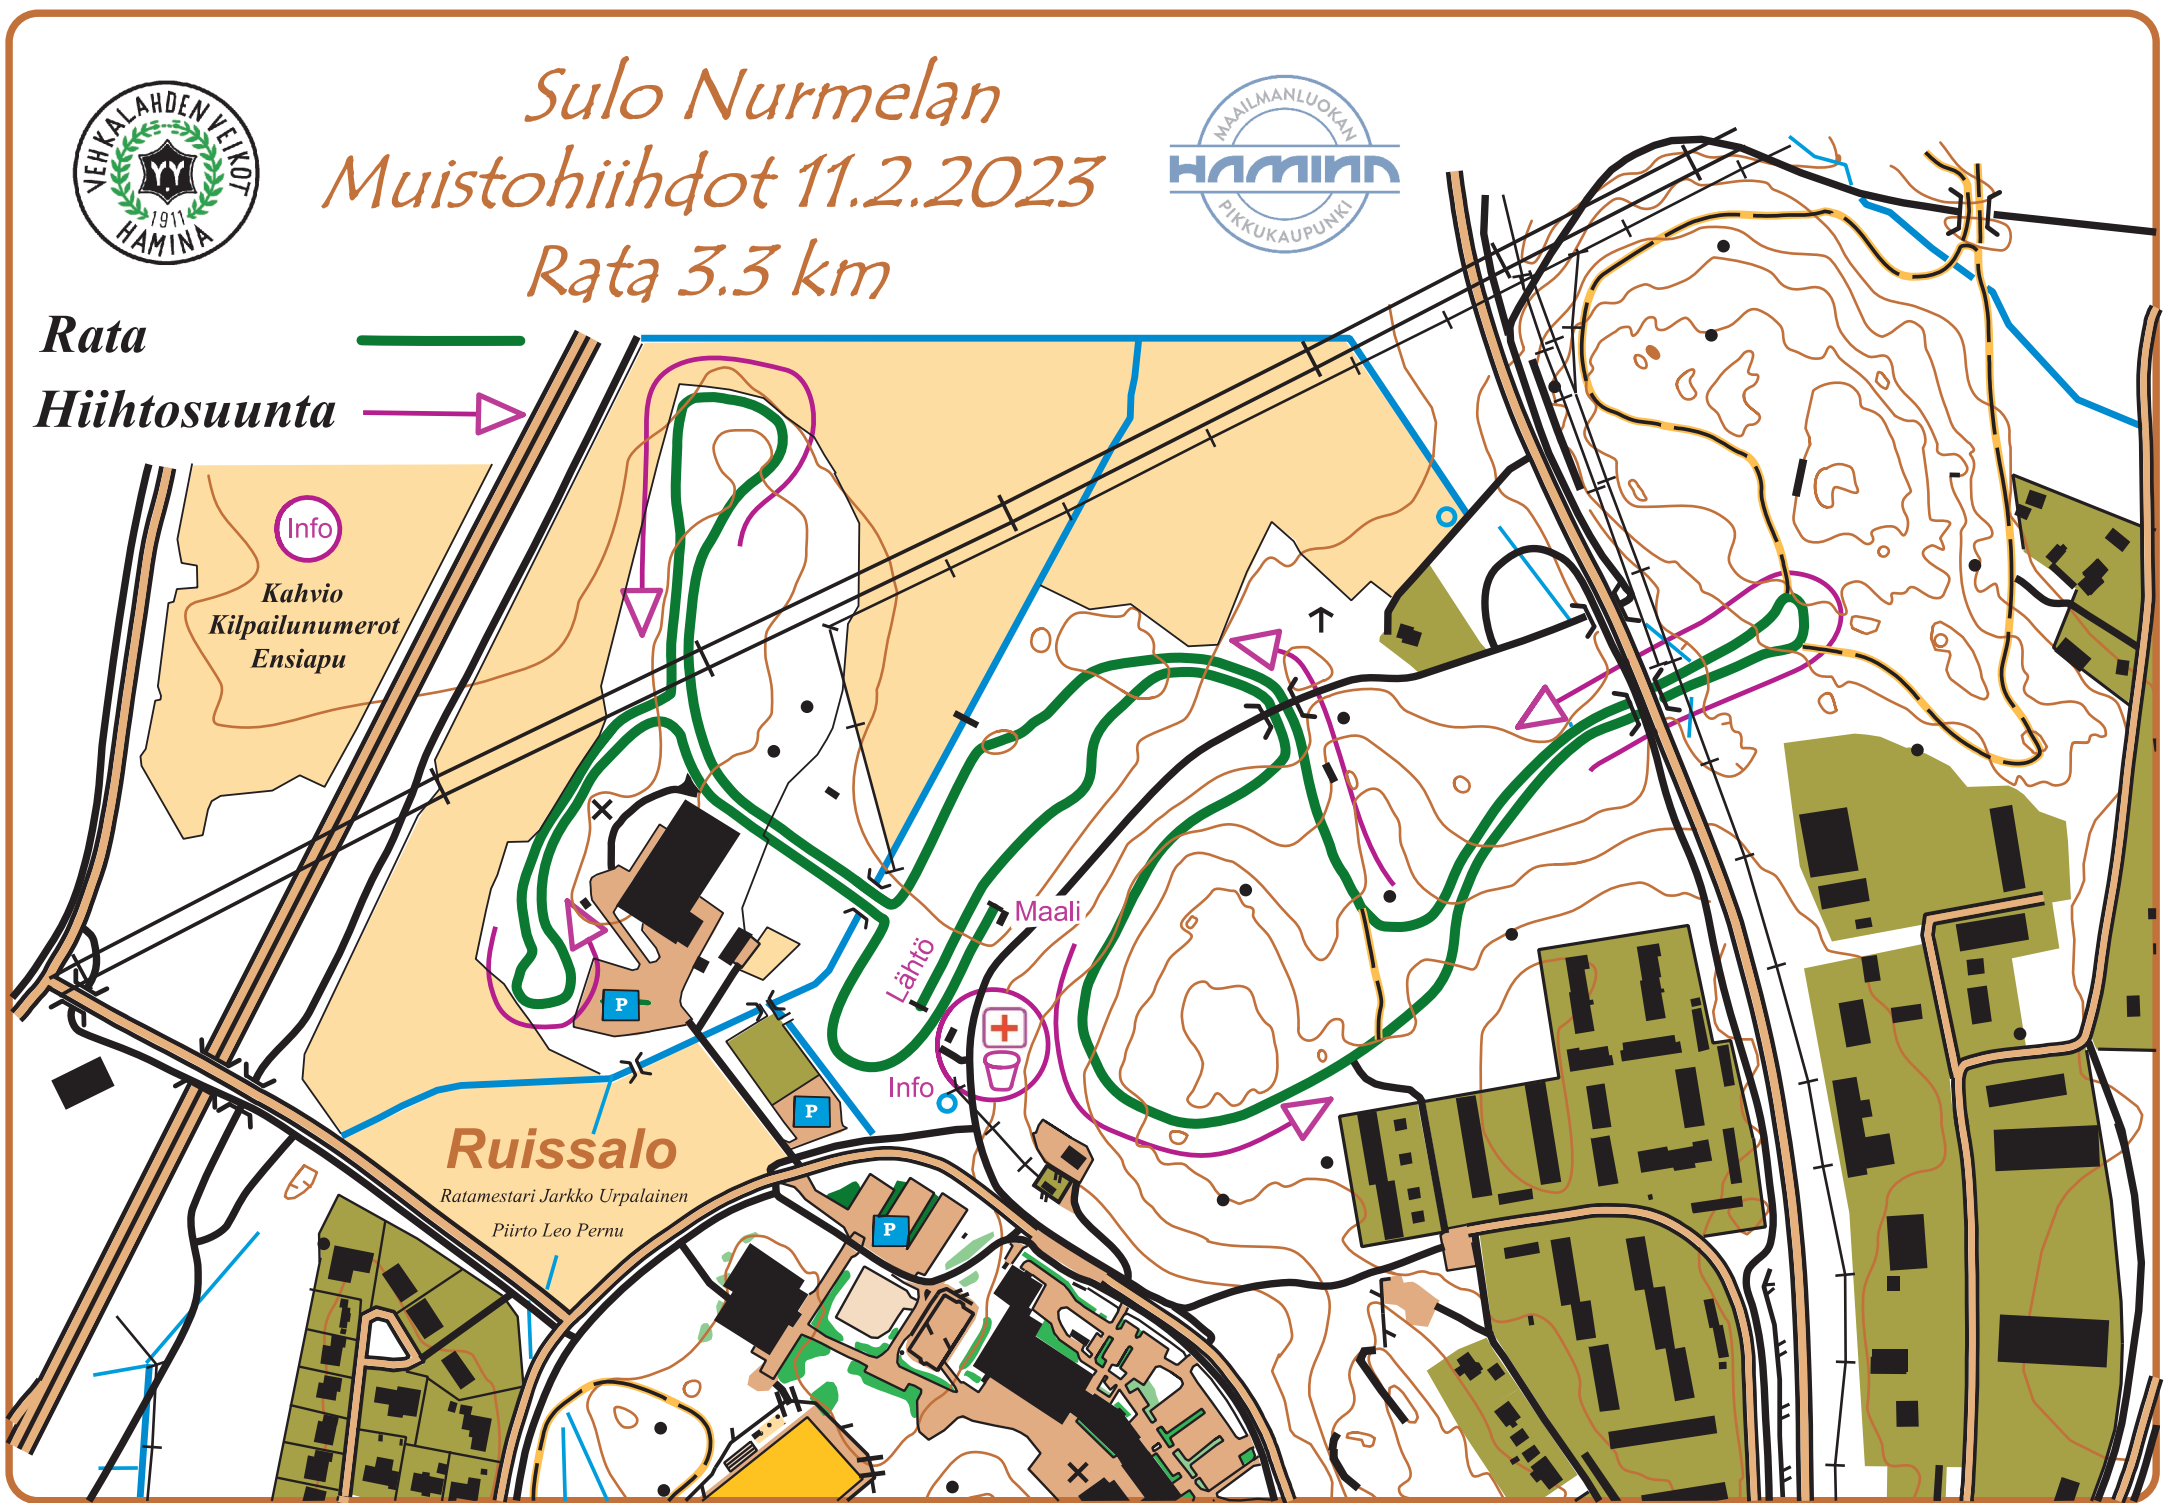 VEHKALAHDEN VEIKOT
1911
HAMINA
Sulo Nurmelan
Muistohiihdot 11.2.2023
Rata 3.3 km
MAAILMANLUOKAN
HAMINA
PIKKUKAUPUNKI
Rata
Hiihtosuunta
Info
Kahvio
Kilpailunumerot
Ensiapu
Maali
Lähtö
Info
P
P
P
Ruissalo
Ratamestari Jarkko Urpalainen
Piirto Leo Pernu